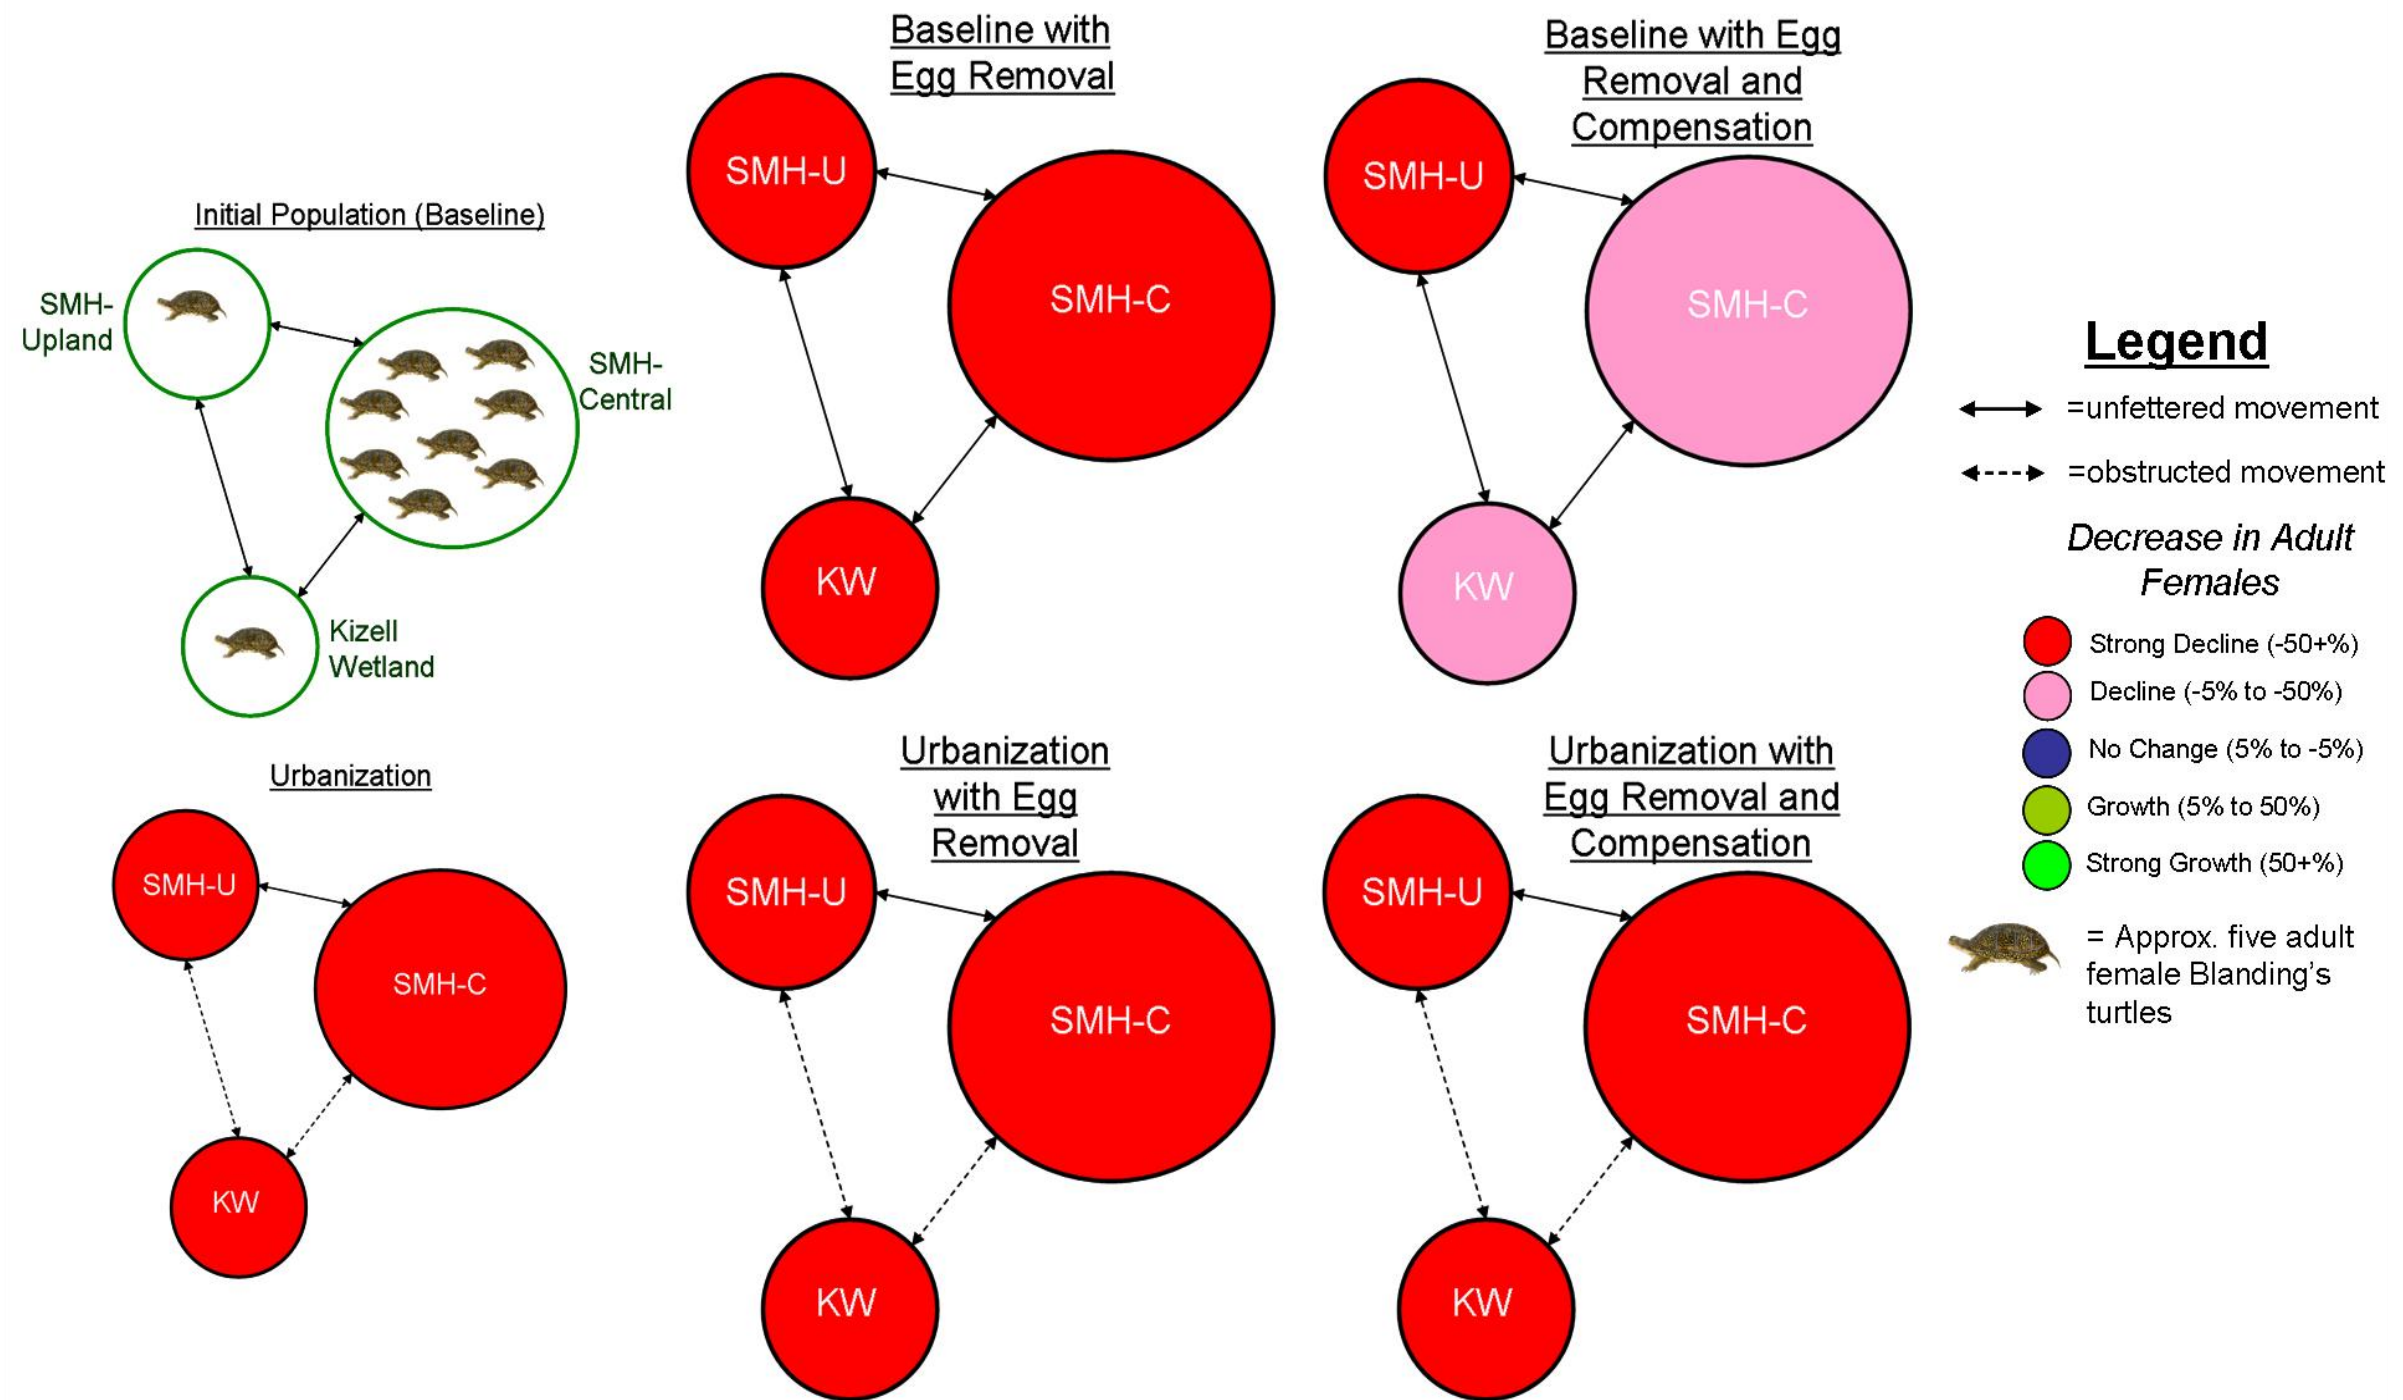 Initial Population (Baseline)
SMH-
Upland
SMH-
Central
Kizell
Wetland
Baseline with
Egg Removal
SMH-U
SMH-C
KW
Baseline with Egg
Removal and
Compensation
SMH-U
SMH-C
KW
Urbanization
SMH-U
SMH-C
KW
Urbanization
with Egg
Removal
SMH-U
SMH-C
KW
Urbanization with
Egg Removal and
Compensation
SMH-U
SMH-C
KW
Legend
=unfettered movement
=obstructed movement
Decrease in Adult
Females
Strong Decline (-50+%)
Decline (-5% to -50%)
No Change (5% to -5%)
Growth (5% to 50%)
Strong Growth (50+%)
= Approx. five adult
female Blanding's
turtles